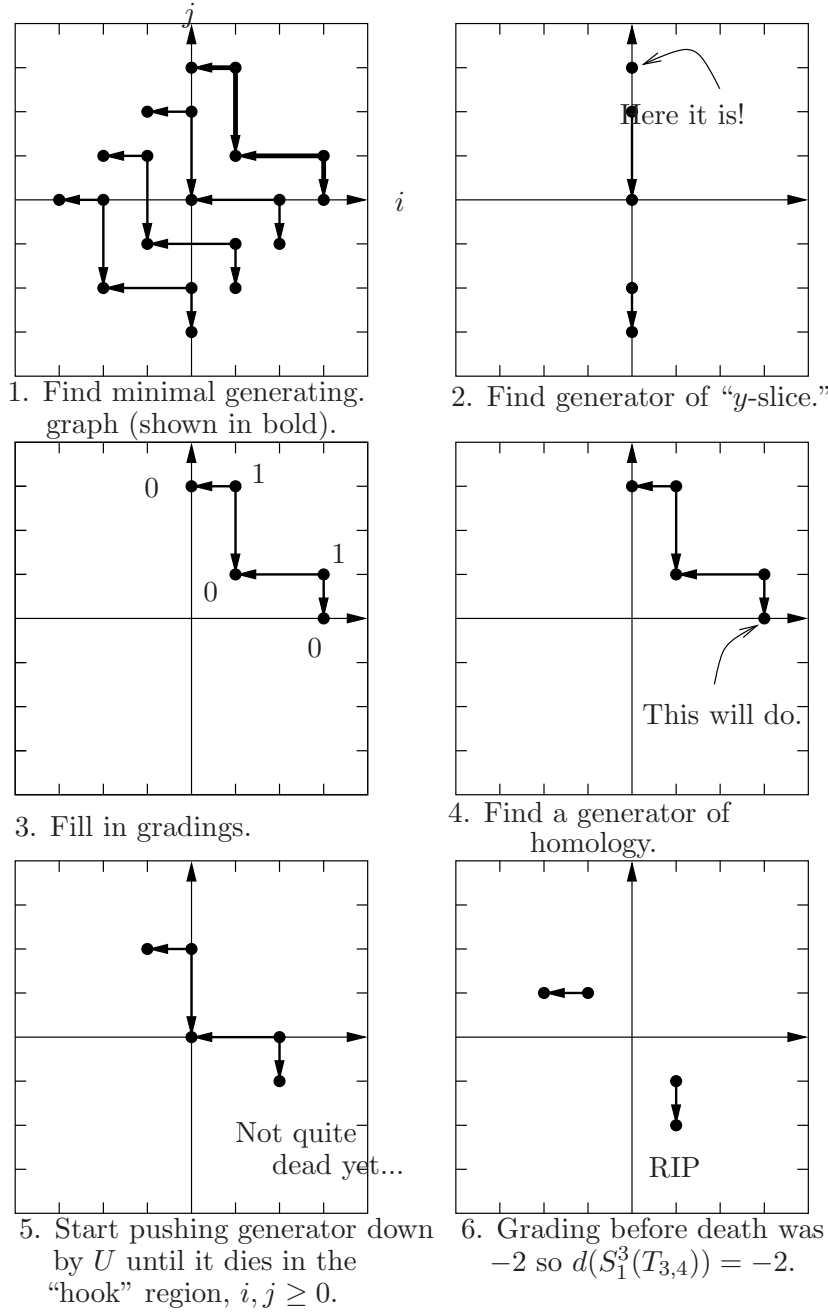 j
i
Here it is!
1. Find minimal generating.
graph (shown in bold).
2. Find generator of “y-slice.”
0
1
1
0
0
This will do.
3. Fill in gradings.
4. Find a generator of
homology.
Not quite
dead yet...
RIP
5. Start pushing generator down
by U until it dies in the
“hook” region, i, j ≥ 0.
6. Grading before death was
−2 so d(S³₁(T₃,₄)) = −2.